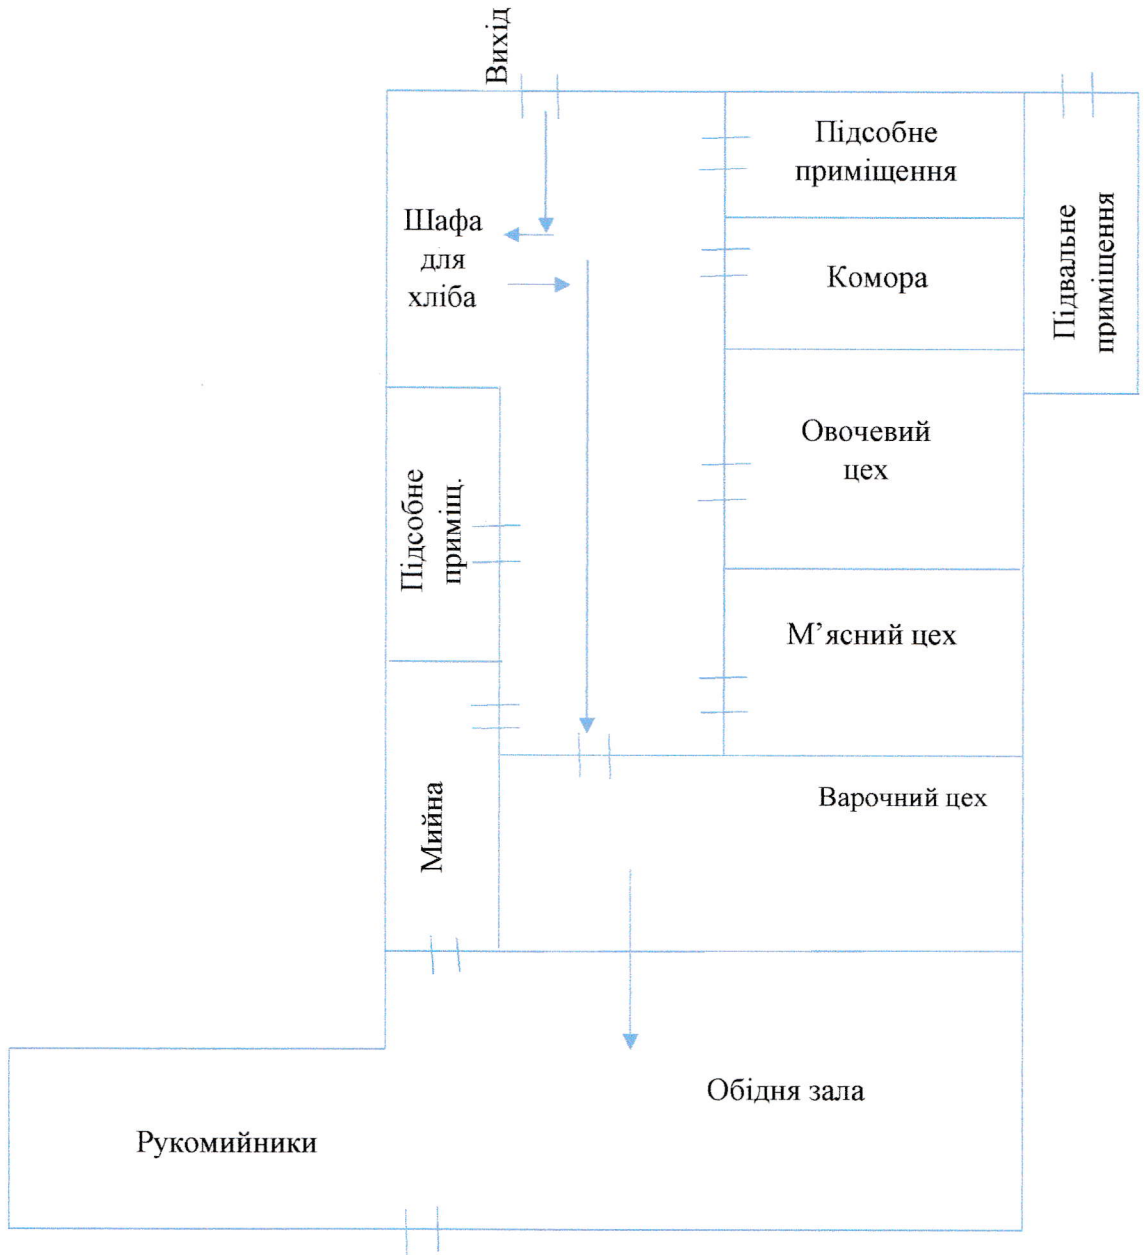 Вихід
Підсобне
приміщення
Шафа
для
хліба
Комора
Підвальне
приміщення
Овочевий
цех
Підсобне
приміщ.
М’ясний цех
Мийна
Варочний цех
Обідня зала
Рукомийники